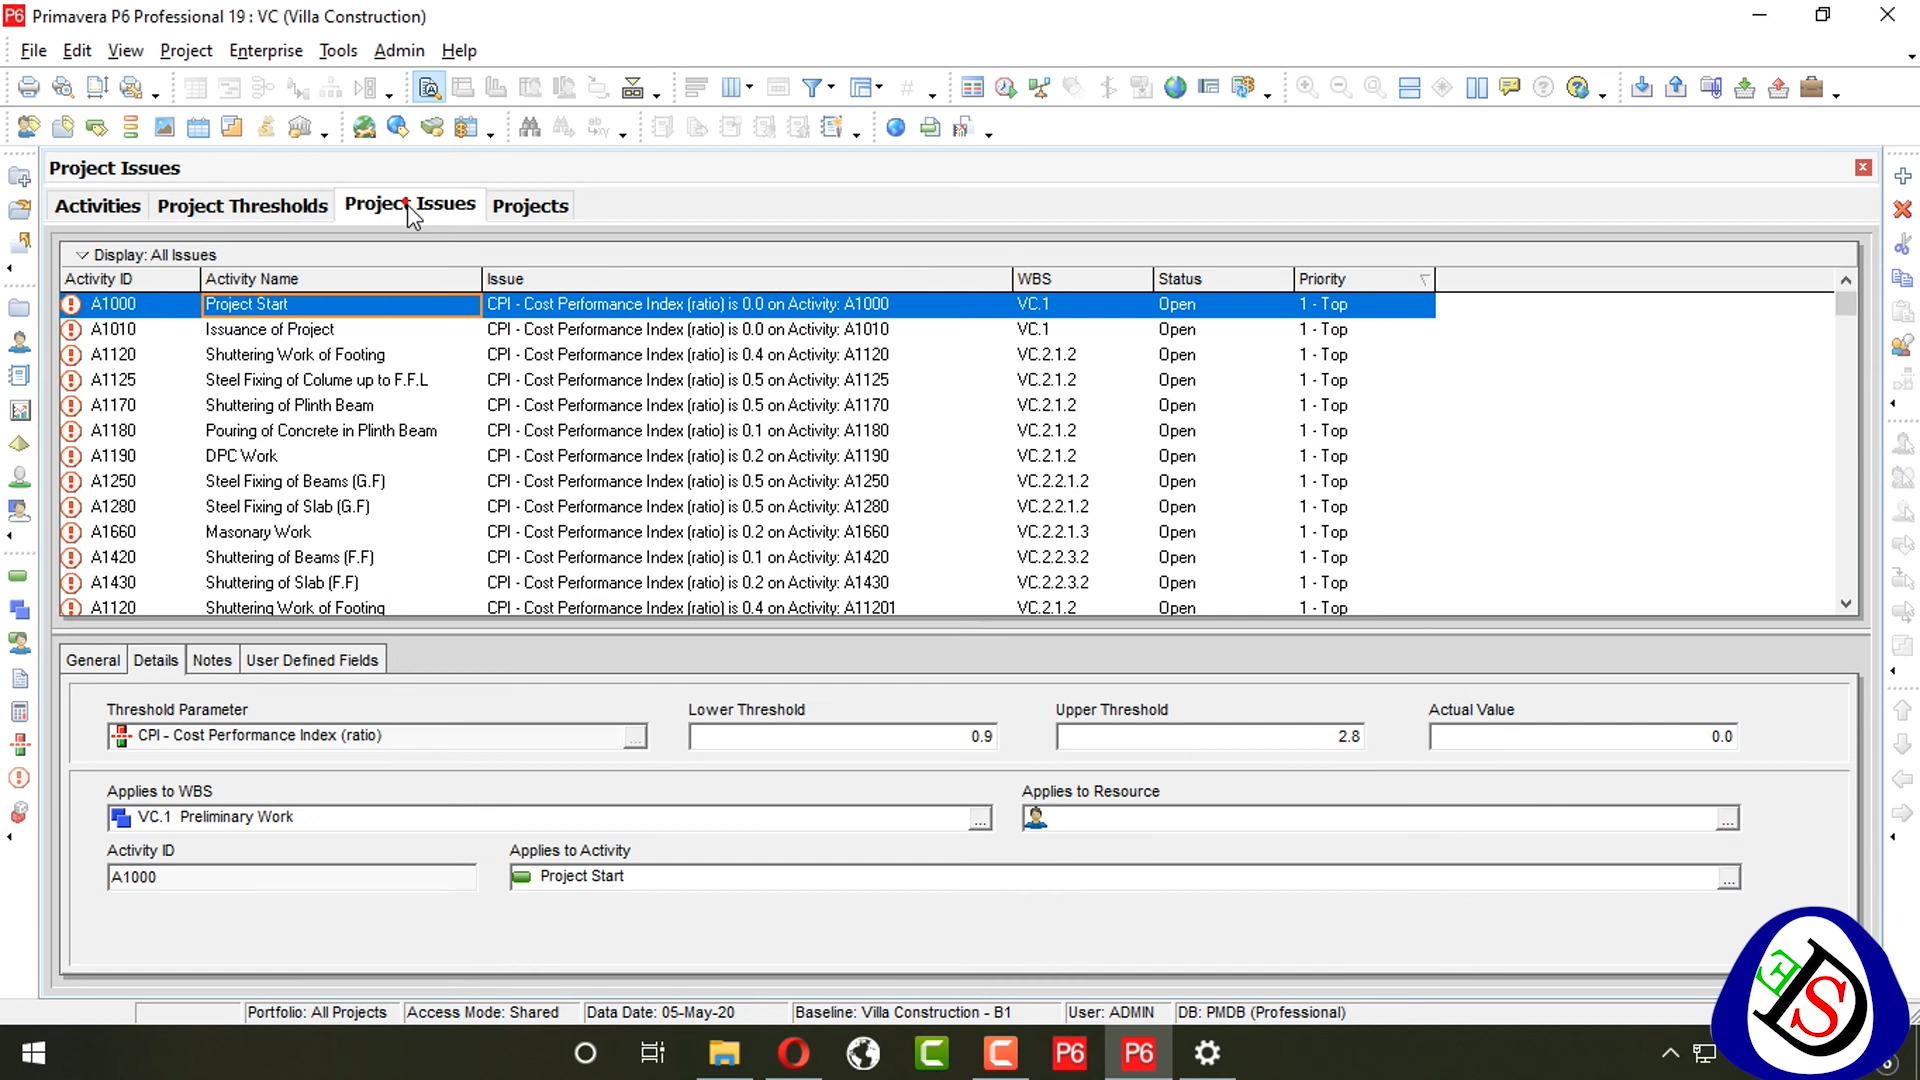 P6 Primavera P6 Professional 19 : VC (Villa Construction)
File Edit View Project Enterprise Tools Admin Help
Project Issues
Activities Project Thresholds Project Issues Projects
Display: All Issues
Activity ID Activity Name Issue WBS Status Priority
A1000 Project Start CPI - Cost Performance Index (ratio) is 0.0 on Activity: A1000 VC.1 Open 1 - Top
A1010 Issuance of Project CPI - Cost Performance Index (ratio) is 0.0 on Activity: A1010 VC.1 Open 1 - Top
A1120 Shuttering Work of Footing CPI - Cost Performance Index (ratio) is 0.4 on Activity: A1120 VC.2.1.2 Open 1 - Top
A1125 Steel Fixing of Colume up to F.F.L CPI - Cost Performance Index (ratio) is 0.5 on Activity: A1125 VC.2.1.2 Open 1 - Top
A1170 Shuttering of Plinth Beam CPI - Cost Performance Index (ratio) is 0.5 on Activity: A1170 VC.2.1.2 Open 1 - Top
A1180 Pouring of Concrete in Plinth Beam CPI - Cost Performance Index (ratio) is 0.1 on Activity: A1180 VC.2.1.2 Open 1 - Top
A1190 DPC Work CPI - Cost Performance Index (ratio) is 0.2 on Activity: A1190 VC.2.1.2 Open 1 - Top
A1250 Steel Fixing of Beams (G.F) CPI - Cost Performance Index (ratio) is 0.5 on Activity: A1250 VC.2.2.1.2 Open 1 - Top
A1280 Steel Fixing of Slab (G.F) CPI - Cost Performance Index (ratio) is 0.5 on Activity: A1280 VC.2.2.1.2 Open 1 - Top
A1660 Masonary Work CPI - Cost Performance Index (ratio) is 0.2 on Activity: A1660 VC.2.2.1.3 Open 1 - Top
A1420 Shuttering of Beams (F.F) CPI - Cost Performance Index (ratio) is 0.1 on Activity: A1420 VC.2.2.3.2 Open 1 - Top
A1430 Shuttering of Slab (F.F) CPI - Cost Performance Index (ratio) is 0.2 on Activity: A1430 VC.2.2.3.2 Open 1 - Top
A1120 Shuttering Work of Footing CPI - Cost Performance Index (ratio) is 0.4 on Activity: A11201 VC.2.1.2 Open 1 - Top
General Details Notes User Defined Fields
Threshold Parameter Lower Threshold Upper Threshold Actual Value
CPI - Cost Performance Index (ratio) ... 0.9 2.8 0.0
Applies to WBS Applies to Resource
VC.1 Preliminary Work ... ...
Activity ID Applies to Activity
A1000 Project Start ...
Portfolio: All Projects Access Mode: Shared Data Date: 05-May-20 Baseline: Villa Construction - B1 User: ADMIN DB: PMDB (Professional)
P6 P6
E D S